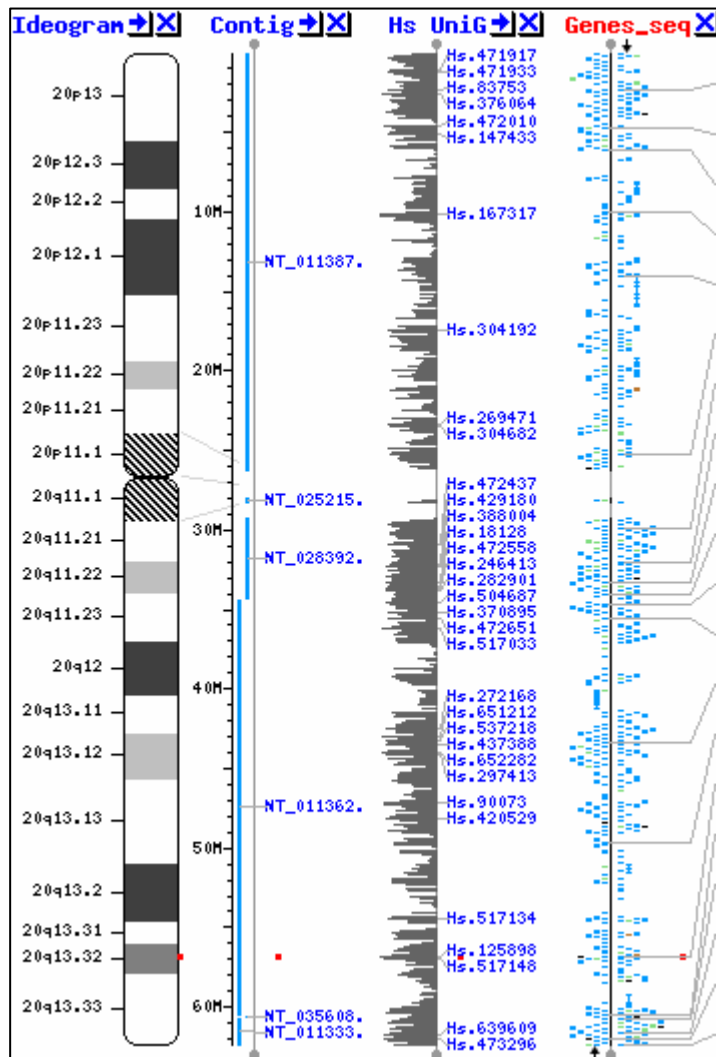 Ideogram Contig Hs UniG Genes_seq
20p13
20p12.3
20p12.2
20p12.1
20p11.23
20p11.22
20p11.21
20p11.1
20q11.1
20q11.21
20q11.22
20q11.23
20q12
20q13.11
20q13.12
20q13.13
20q13.2
20q13.31
20q13.32
20q13.33
10M
20M
30M
40M
50M
60M
NT_011387.
NT_025215.
NT_028392.
NT_011362.
NT_035608.
NT_011333.
Hs.471917
Hs.471933
Hs.83753
Hs.376064
Hs.472010
Hs.147433
Hs.167317
Hs.304192
Hs.269471
Hs.304682
Hs.472437
Hs.429180
Hs.388004
Hs.18128
Hs.472558
Hs.246413
Hs.282901
Hs.504687
Hs.370895
Hs.472651
Hs.517033
Hs.272168
Hs.651212
Hs.537218
Hs.437388
Hs.652282
Hs.297413
Hs.90073
Hs.420529
Hs.517134
Hs.125898
Hs.517148
Hs.639609
Hs.473296